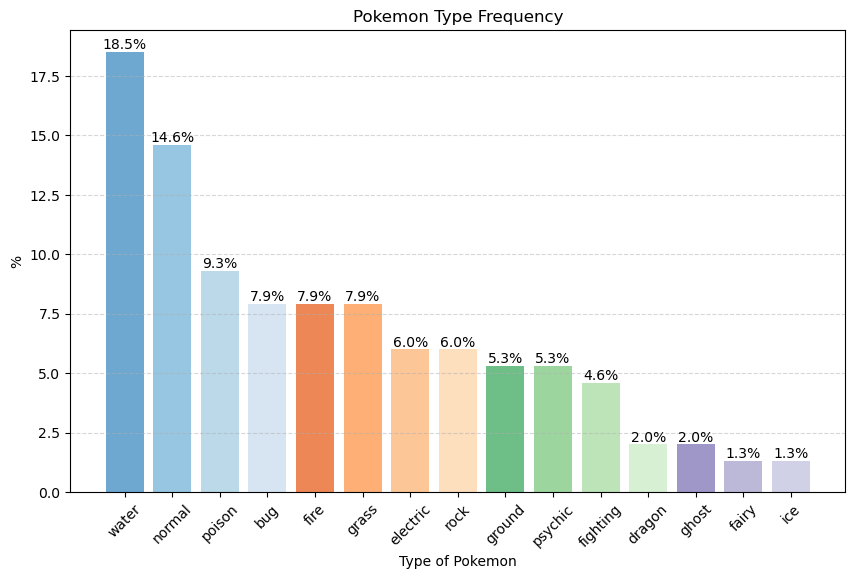 Pokemon Type Frequency
18.5%
14.6%
9.3%
7.9%
7.9%
7.9%
6.0%
6.0%
5.3%
5.3%
4.6%
2.0%
2.0%
1.3%
1.3%
17.5
15.0
12.5
10.0
7.5
5.0
2.5
0.0
%
water
normal
poison
bug
fire
grass
electric
rock
ground
psychic
fighting
dragon
ghost
fairy
ice
Type of Pokemon